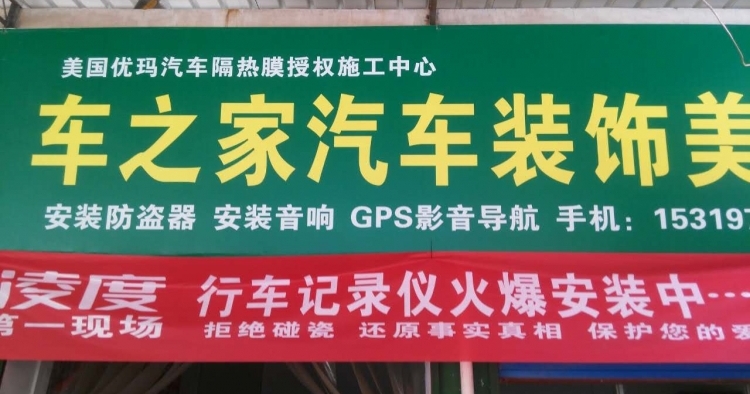 美国优玛汽车隔热膜授权施工中心
车之家汽车装饰美
安装防盗器 安装音响 GPS影音导航 手机：15319
凌度 行车记录仪火爆安装中…
第一现场 拒绝碰瓷 还原事实真相 保护您的爱